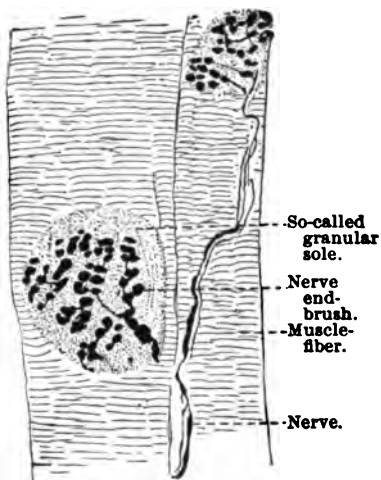 So-called
granular
sole.
Nerve
end-
brush.
Muscle-
fiber.
Nerve.